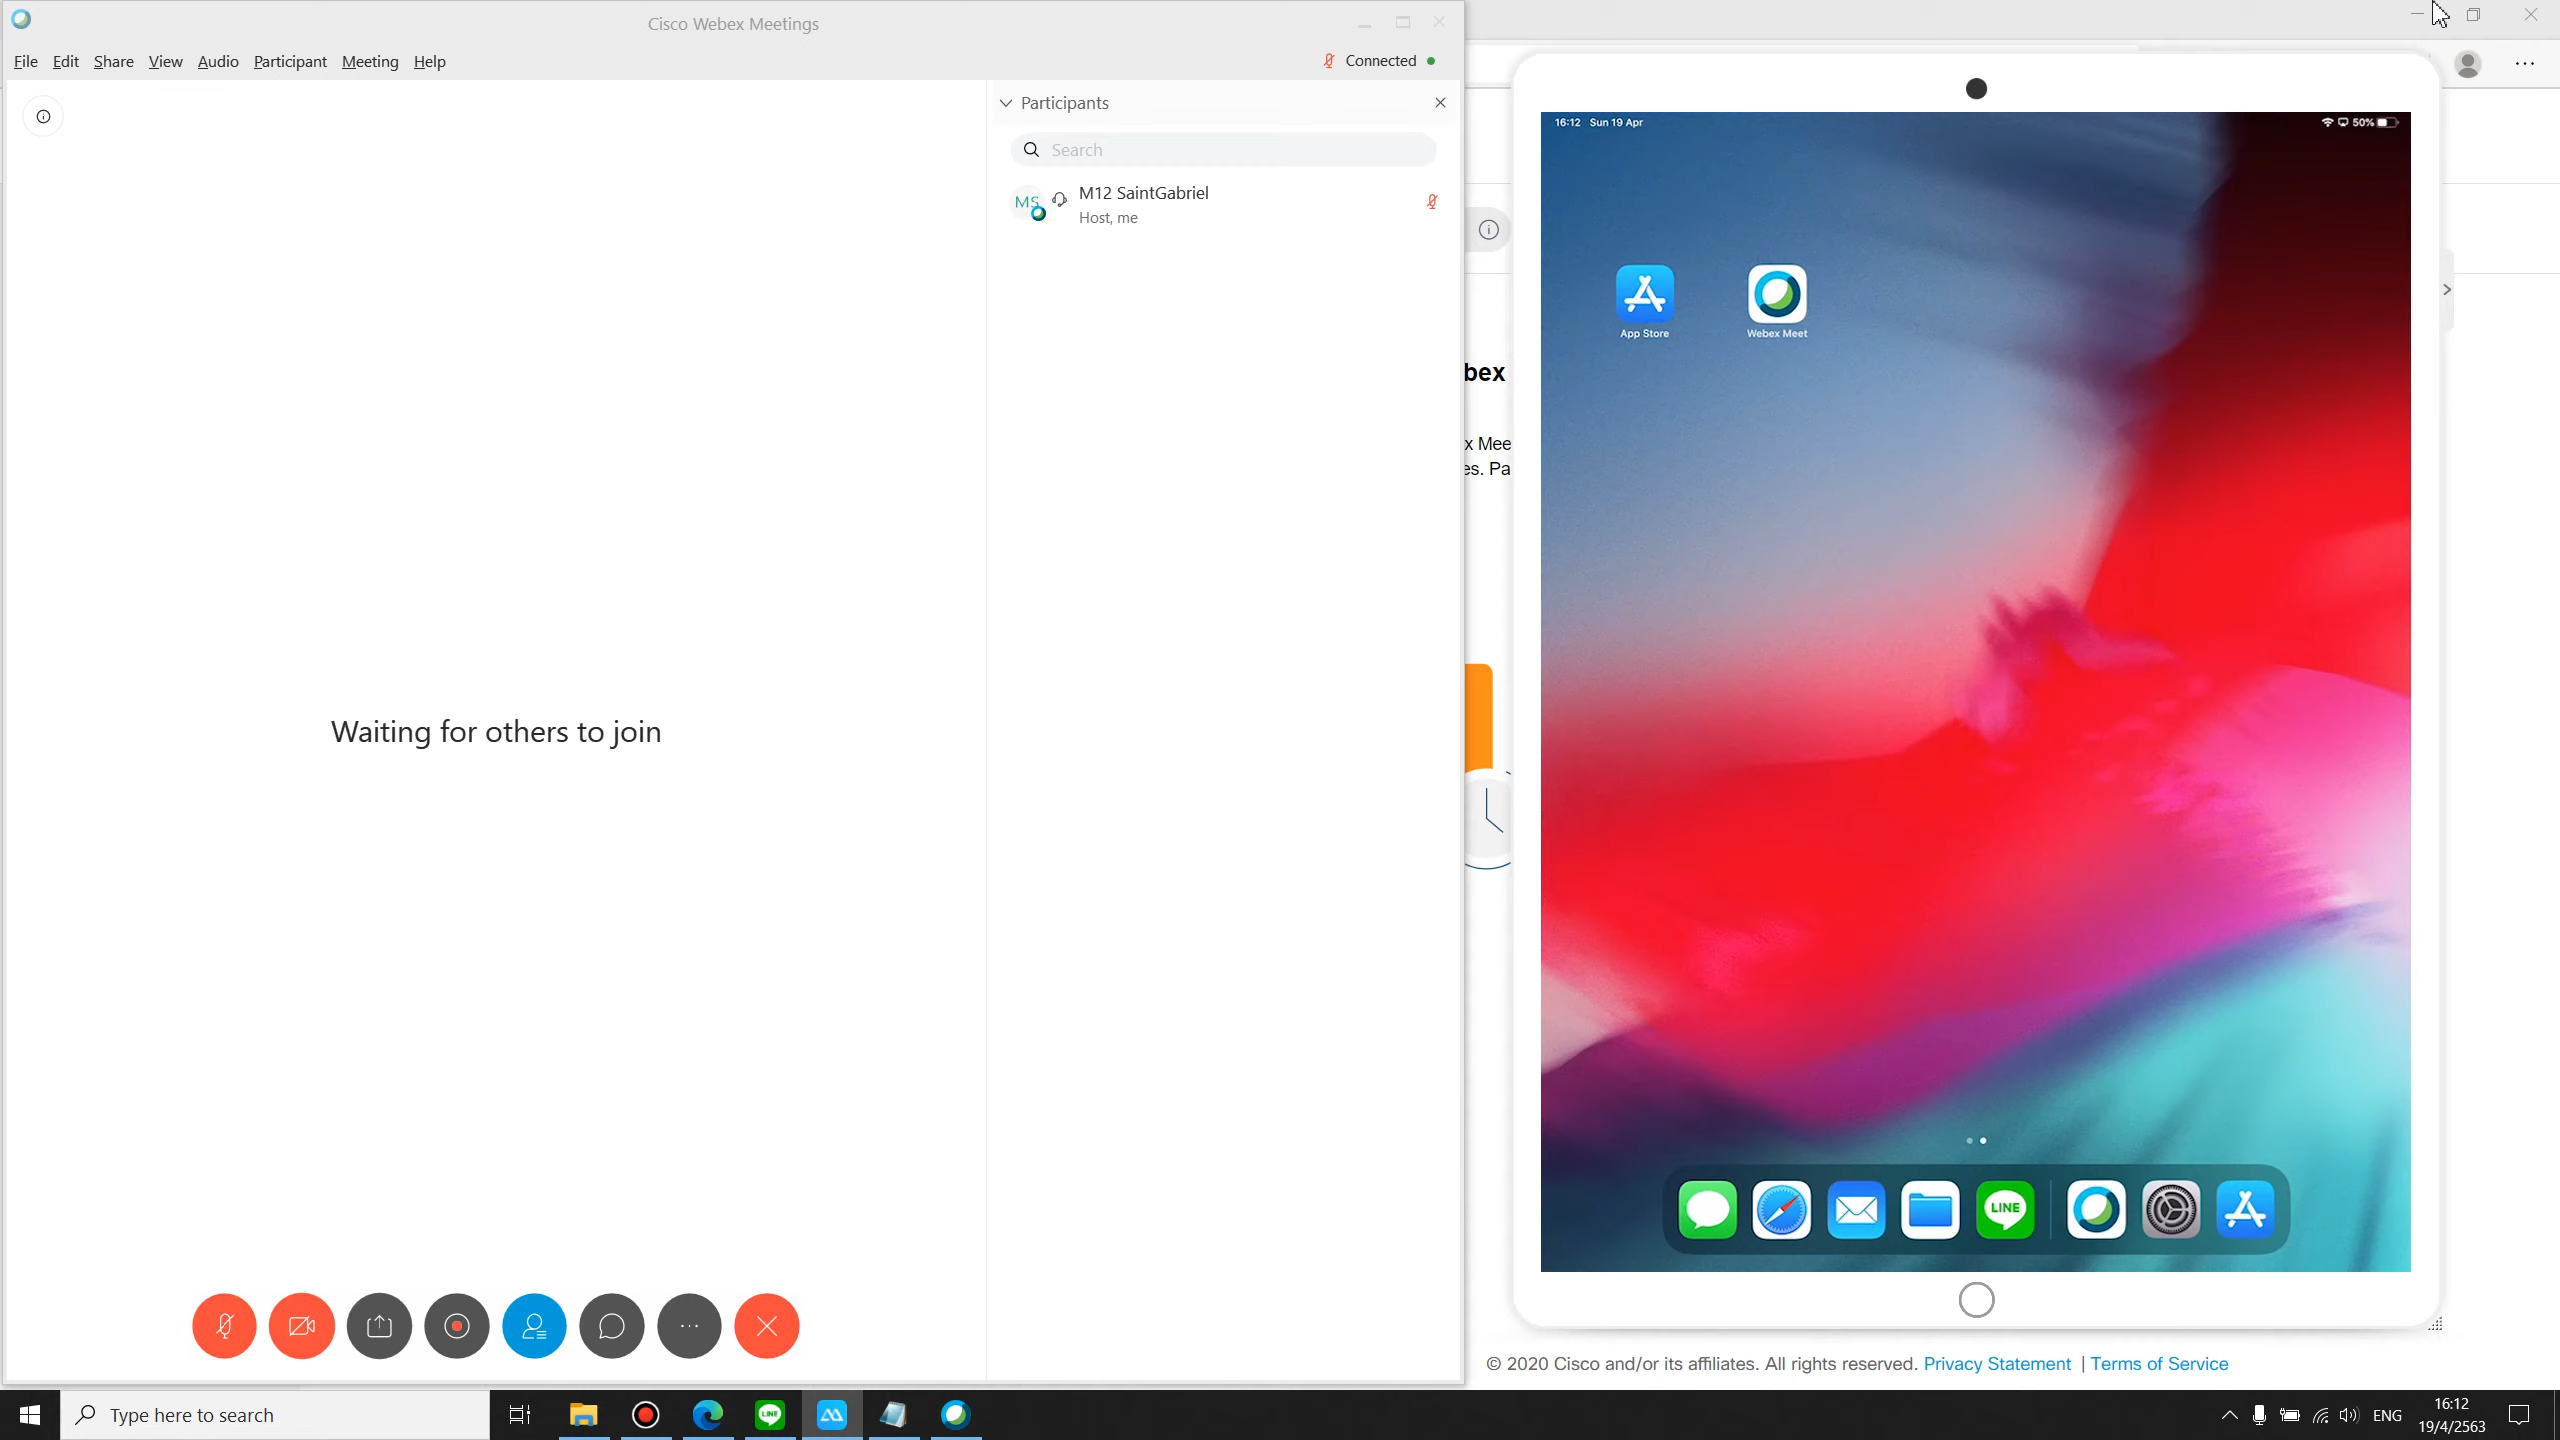 Cisco Webex Meetings
File Edit Share View Audio Participant Meeting Help
Connected
Participants
Search
MS
M12 SaintGabriel
Host, me
Waiting for others to join
bex
x Mee
es. Pa
16:12 Sun 19 Apr
50%
App Store
Webex Meet
LINE
© 2020 Cisco and/or its affiliates. All rights reserved. Privacy Statement | Terms of Service
Type here to search
LINE
ENG
16:12
19/4/2563